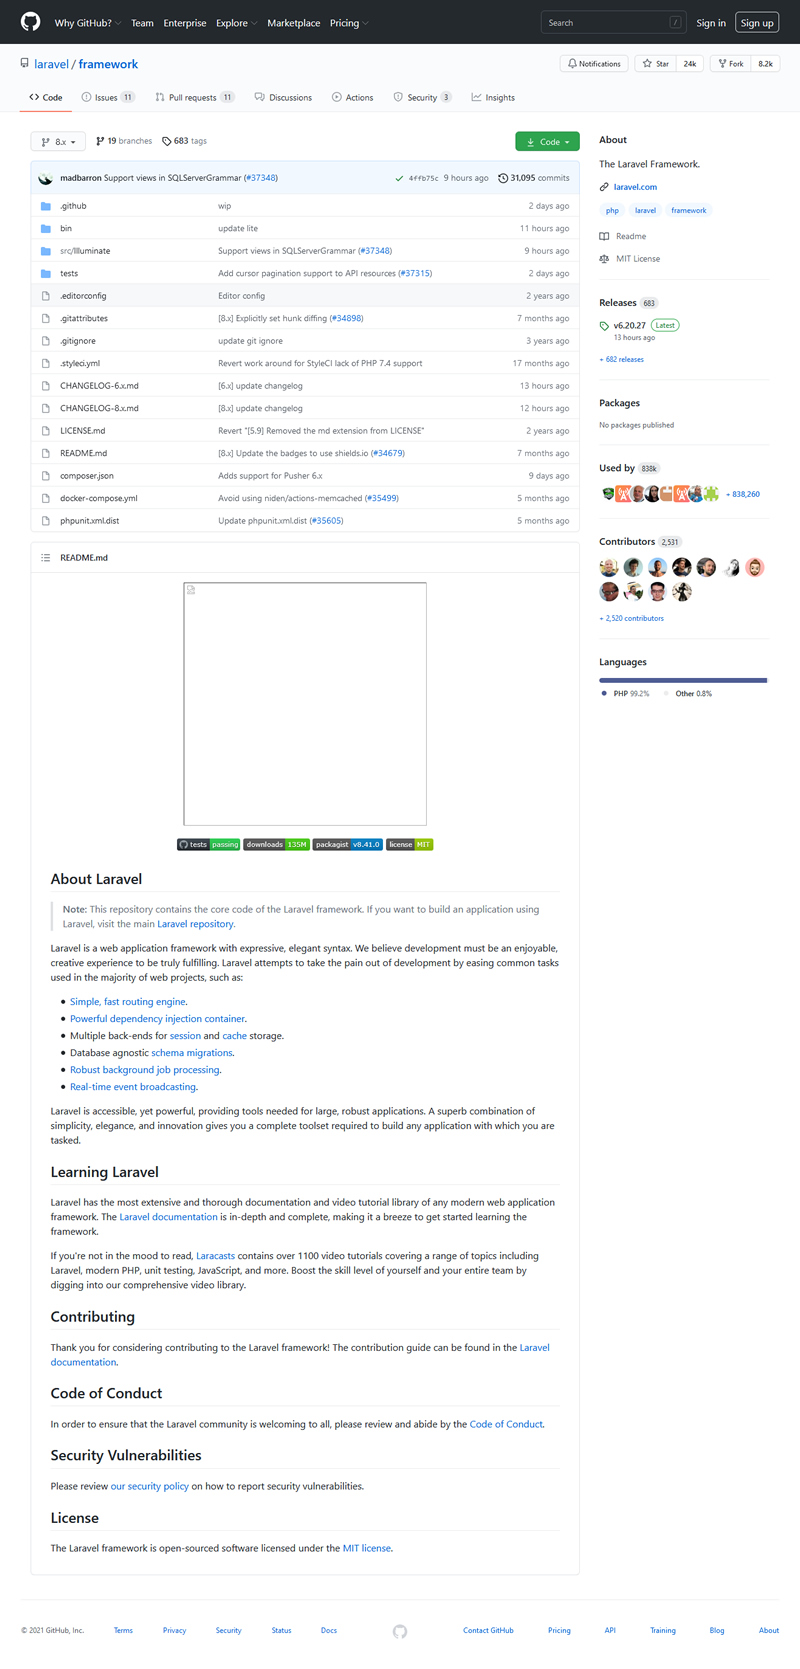 Why GitHub? Team Enterprise Explore Marketplace Pricing Search / Sign in Sign up
laravel / framework
Notifications Star 24k Fork 8.2k
Code Issues 11 Pull requests 11 Discussions Actions Security 3 Insights
8.x 19 branches 683 tags Code
madbarron Support views in SQLServerGrammar (#37348) 4ffb75c 9 hours ago 31,095 commits
.github wip 2 days ago
bin update lite 11 hours ago
src/Illuminate Support views in SQLServerGrammar (#37348) 9 hours ago
tests Add cursor pagination support to API resources (#37315) 2 days ago
.editorconfig Editor config 2 years ago
.gitattributes [8.x] Explicitly set hunk diffing (#34898) 7 months ago
.gitignore update git ignore 3 years ago
.styleci.yml Revert work around for StyleCI lack of PHP 7.4 support 17 months ago
CHANGELOG-6.x.md [6.x] update changelog 13 hours ago
CHANGELOG-8.x.md [8.x] update changelog 12 hours ago
LICENSE.md Revert "[5.9] Removed the md extension from LICENSE" 2 years ago
README.md [8.x] Update the badges to use shields.io (#34679) 7 months ago
composer.json Adds support for Pusher 6.x 9 days ago
docker-compose.yml Avoid using niden/actions-memcached (#35499) 5 months ago
phpunit.xml.dist Update phpunit.xml.dist (#35605) 5 months ago
README.md
tests passing downloads 135M packagist v8.41.0 license MIT
About Laravel
Note: This repository contains the core code of the Laravel framework. If you want to build an application using
Laravel, visit the main Laravel repository.
Laravel is a web application framework with expressive, elegant syntax. We believe development must be an enjoyable,
creative experience to be truly fulfilling. Laravel attempts to take the pain out of development by easing common tasks
used in the majority of web projects, such as:
Simple, fast routing engine.
Powerful dependency injection container.
Multiple back-ends for session and cache storage.
Database agnostic schema migrations.
Robust background job processing.
Real-time event broadcasting.
Laravel is accessible, yet powerful, providing tools needed for large, robust applications. A superb combination of
simplicity, elegance, and innovation gives you a complete toolset required to build any application with which you are
tasked.
Learning Laravel
Laravel has the most extensive and thorough documentation and video tutorial library of any modern web application
framework. The Laravel documentation is in-depth and complete, making it a breeze to get started learning the
framework.
If you're not in the mood to read, Laracasts contains over 1100 video tutorials covering a range of topics including
Laravel, modern PHP, unit testing, JavaScript, and more. Boost the skill level of yourself and your entire team by
digging into our comprehensive video library.
Contributing
Thank you for considering contributing to the Laravel framework! The contribution guide can be found in the Laravel
documentation.
Code of Conduct
In order to ensure that the Laravel community is welcoming to all, please review and abide by the Code of Conduct.
Security Vulnerabilities
Please review our security policy on how to report security vulnerabilities.
License
The Laravel framework is open-sourced software licensed under the MIT license.
About
The Laravel Framework.
laravel.com
php laravel framework
Readme
MIT License
Releases 683
v6.20.27 Latest
13 hours ago
+ 682 releases
Packages
No packages published
Used by 838k
+ 838,260
Contributors 2,531
+ 2,520 contributors
Languages
PHP 99.2% Other 0.8%
© 2021 GitHub, Inc. Terms Privacy Security Status Docs Contact GitHub Pricing API Training Blog About